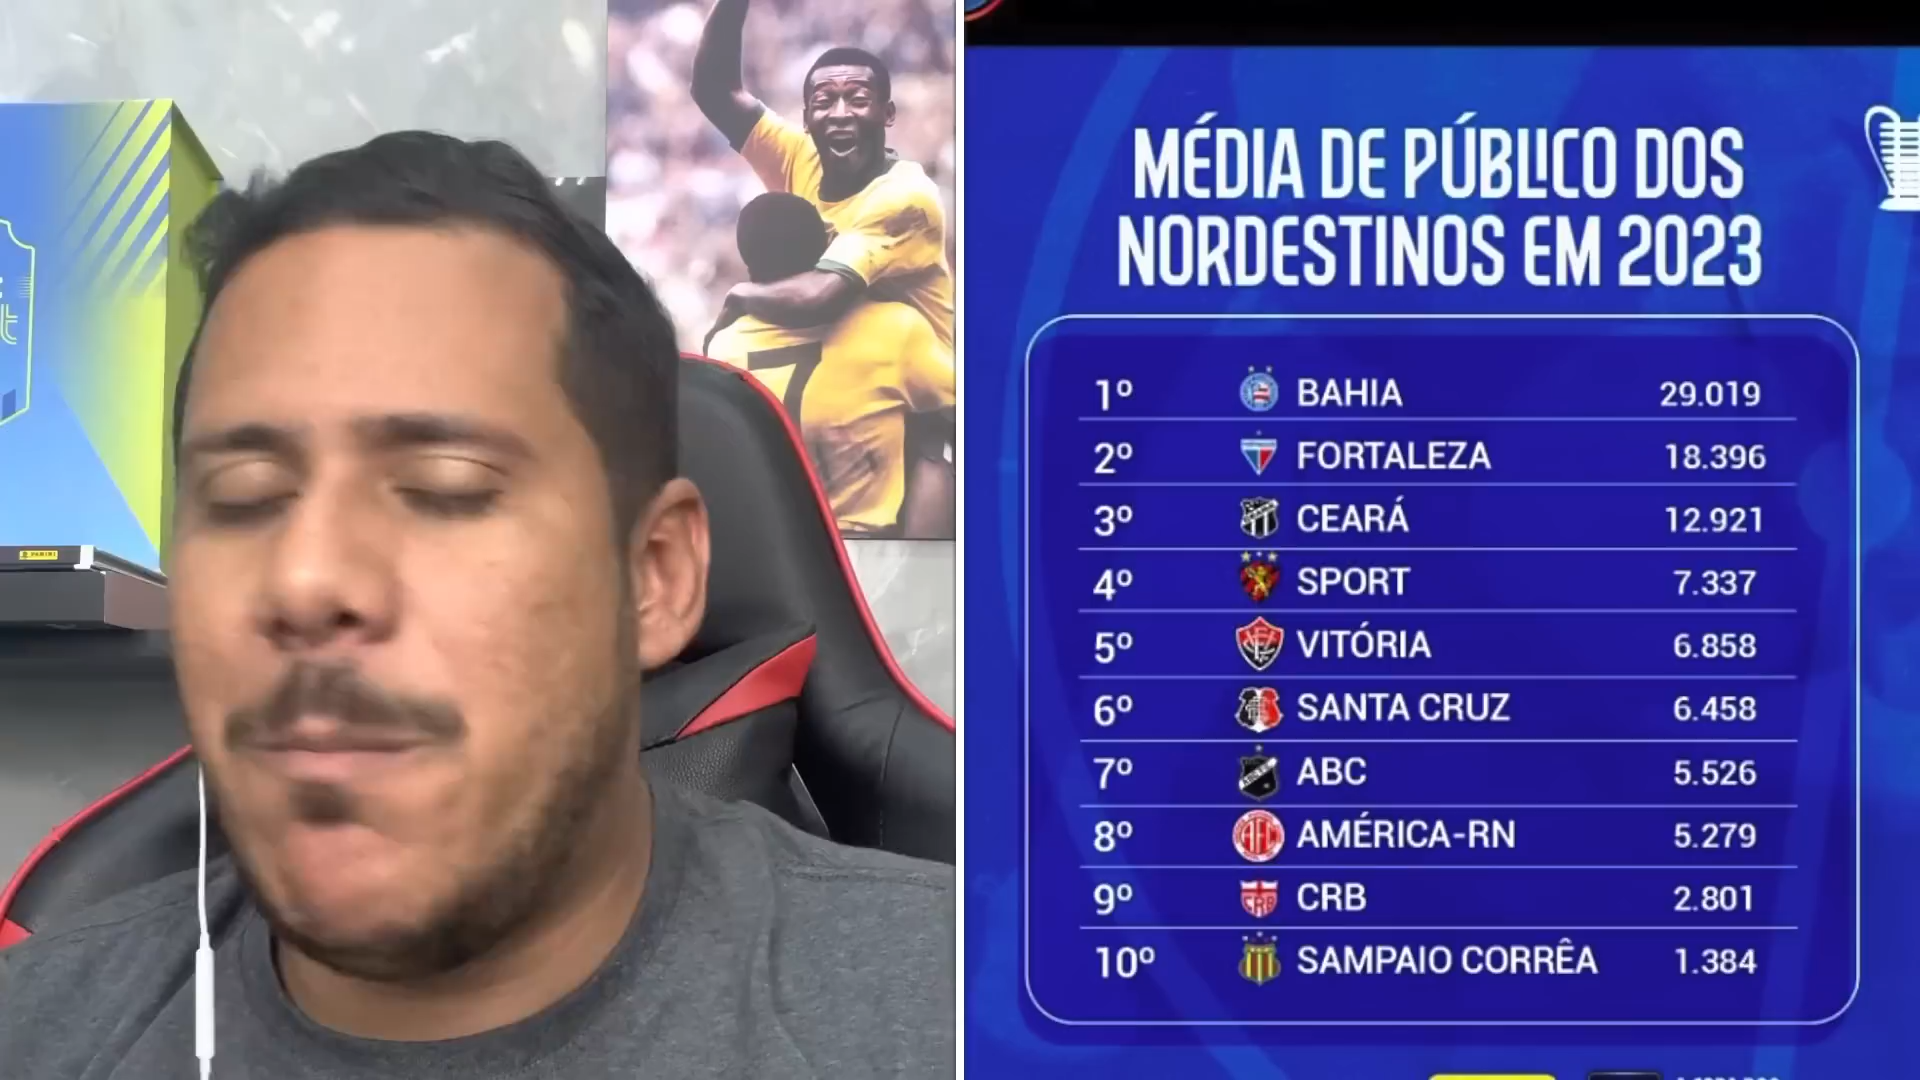 PANINI
7
MÉDIA DE PÚBLICO DOS
NORDESTINOS EM 2023
1º BAHIA 29.019
2º FORTALEZA 18.396
3º CEARÁ 12.921
4º SPORT 7.337
5º VITÓRIA 6.858
6º SANTA CRUZ 6.458
7º ABC 5.526
8º AMÉRICA-RN 5.279
9º CRB 2.801
10º SAMPAIO CORRÊA 1.384